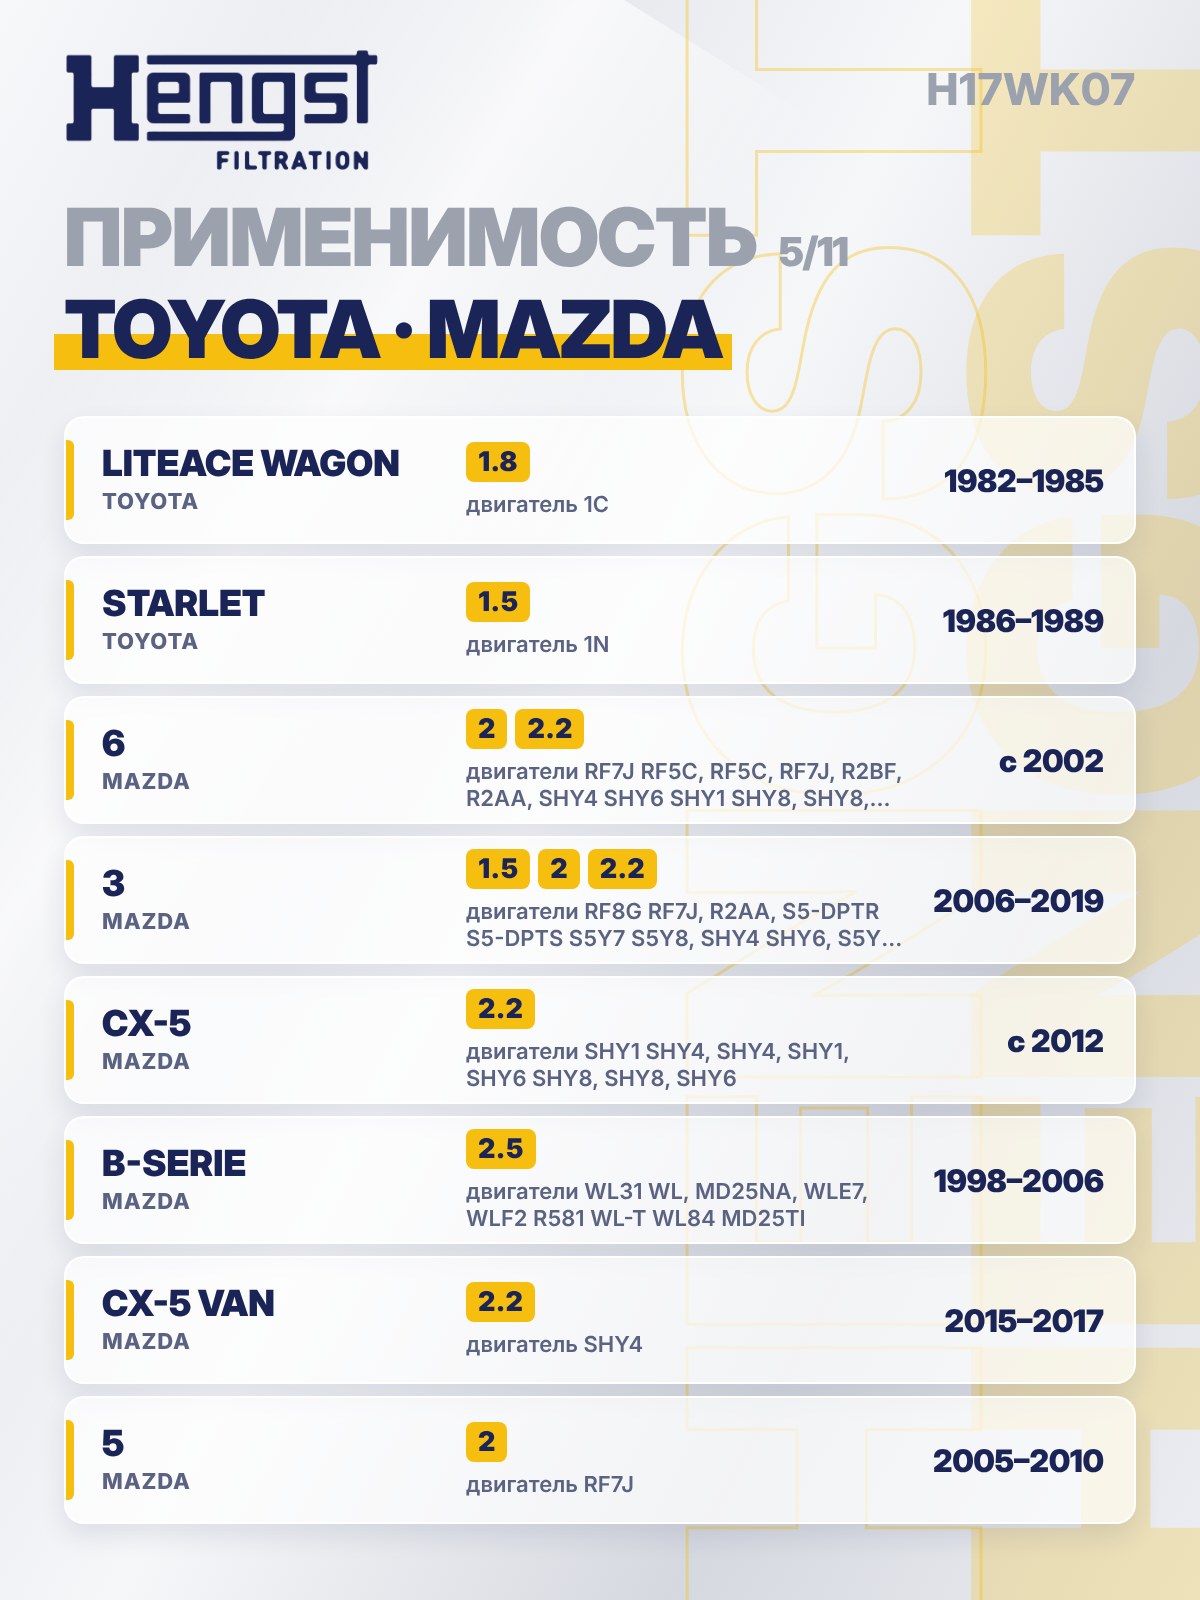 Hengst
FILTRATION
H17WK07
ПРИМЕНИМОСТЬ 5/11
TOYOTA · MAZDA
LITEACE WAGON
TOYOTA
1.8
двигатель 1C
1982–1985
STARLET
TOYOTA
1.5
двигатель 1N
1986–1989
6
MAZDA
2 2.2
двигатели RF7J RF5C, RF5C, RF7J, R2BF,
R2AA, SHY4 SHY6 SHY1 SHY8, SHY8,...
с 2002
3
MAZDA
1.5 2 2.2
двигатели RF8G RF7J, R2AA, S5-DPTR
S5-DPTS S5Y7 S5Y8, SHY4 SHY6, S5Y...
2006–2019
CX-5
MAZDA
2.2
двигатели SHY1 SHY4, SHY4, SHY1,
SHY6 SHY8, SHY8, SHY6
с 2012
B-SERIE
MAZDA
2.5
двигатели WL31 WL, MD25NA, WLE7,
WLF2 R581 WL-T WL84 MD25TI
1998–2006
CX-5 VAN
MAZDA
2.2
двигатель SHY4
2015–2017
5
MAZDA
2
двигатель RF7J
2005–2010
HENGST
HENGST